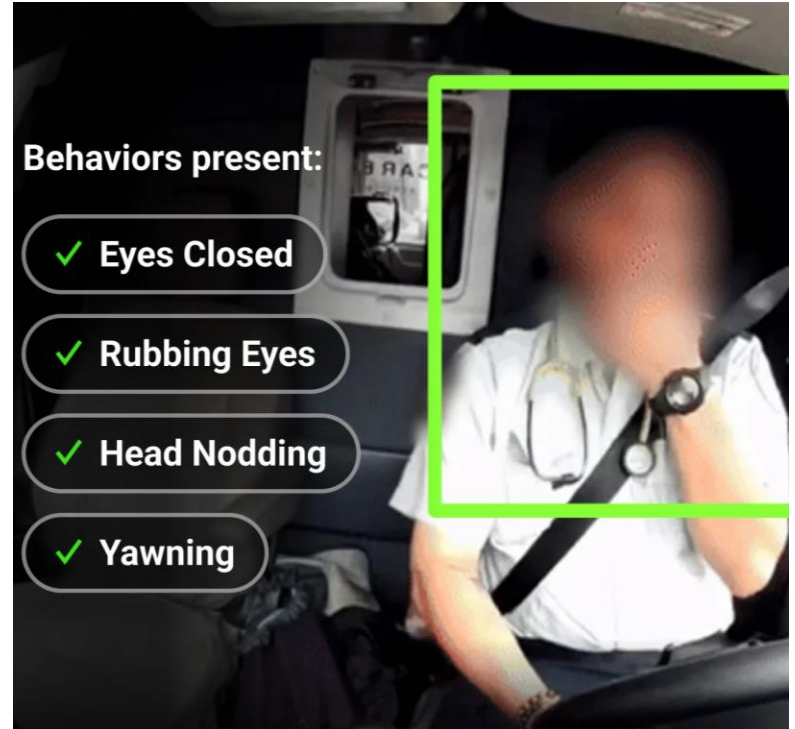 Behaviors present:
Eyes Closed
Rubbing Eyes
Head Nodding
Yawning